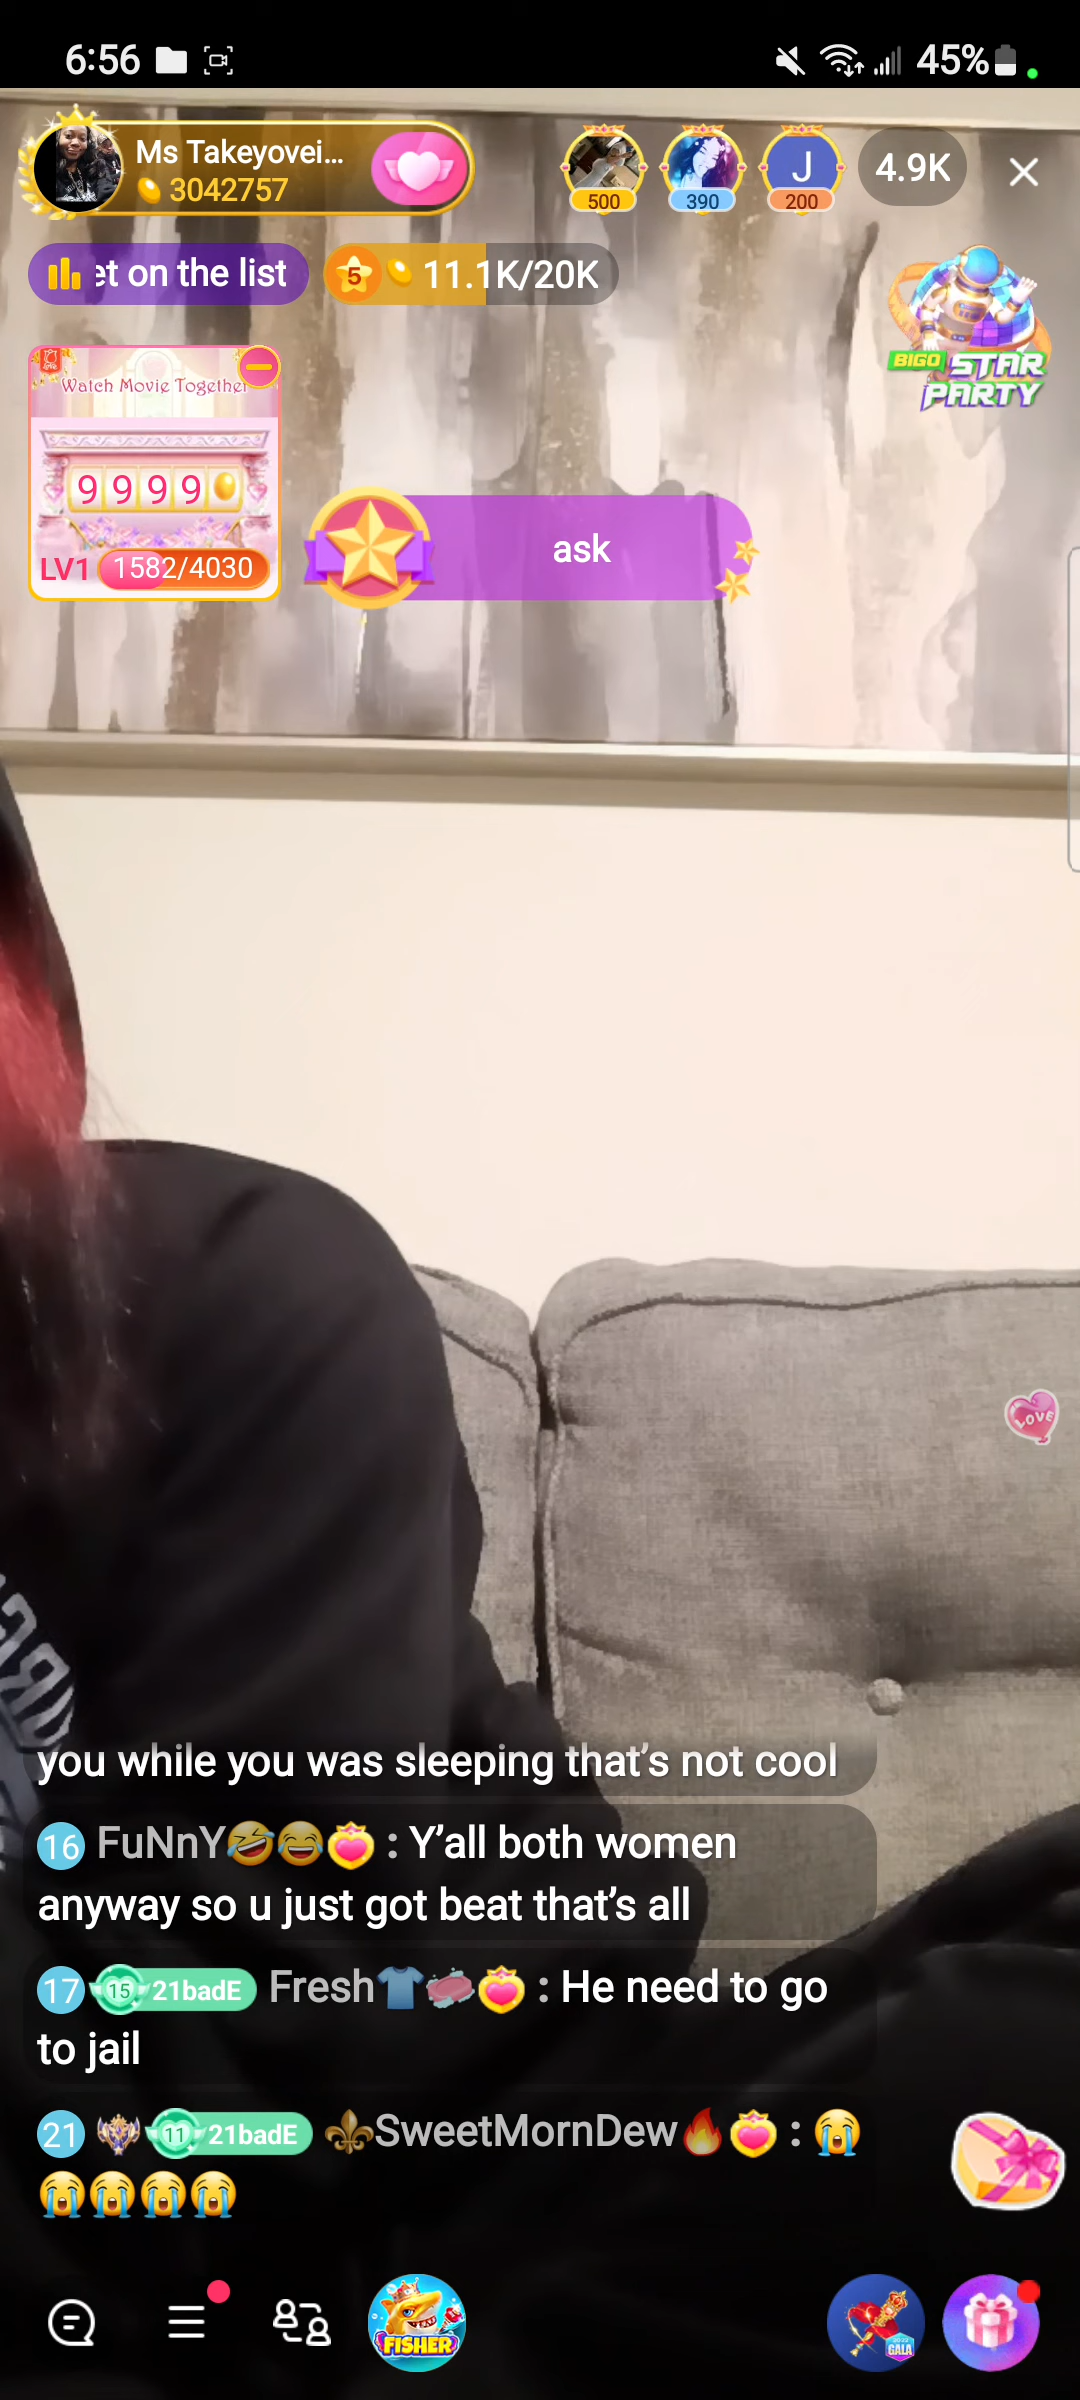 6:56
45%
Ms Takeyovei...
3042757
500
390
200
J
4.9K
et on the list
5
11.1K/20K
BIGO STAR
PARTY
Watch Movie Together
9999
LV1 1582/4030
ask
LOVE
you while you was sleeping that's not cool
16 FuNnY🤣😂 : Y'all both women
anyway so u just got beat that's all
17 15 21badE Fresh👕🧼 : He need to go
to jail
21 11 21badE ⚜SweetMornDew🔥 : 😭
😭😭😭😭
FISHER
GALA